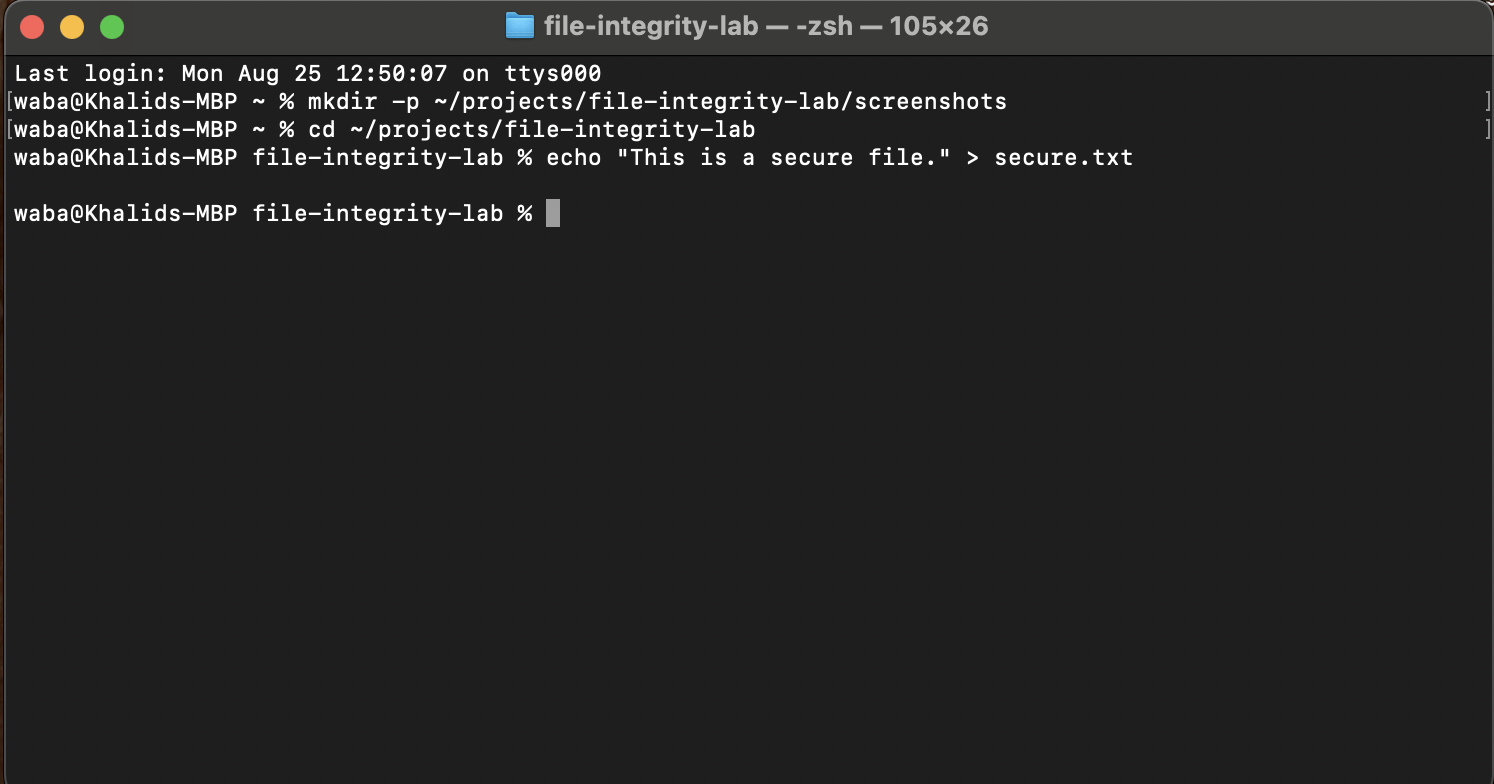 file-integrity-lab — -zsh — 105×26
Last login: Mon Aug 25 12:50:07 on ttys000
[waba@Khalids-MBP ~ % mkdir -p ~/projects/file-integrity-lab/screenshots ]
[waba@Khalids-MBP ~ % cd ~/projects/file-integrity-lab ]
waba@Khalids-MBP file-integrity-lab % echo "This is a secure file." > secure.txt
waba@Khalids-MBP file-integrity-lab %